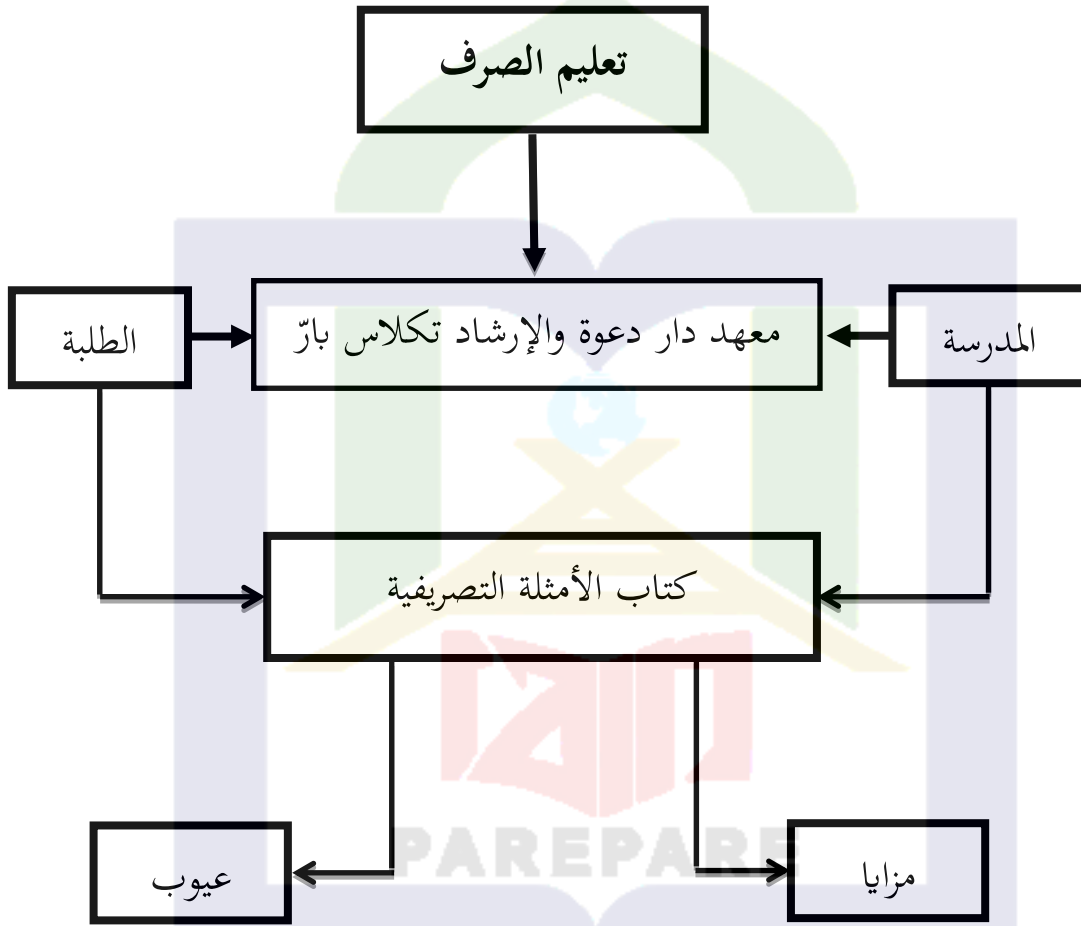 تعليم الصرف
المدرسة
معهد دار دعوة والإرشاد تكلاس بارّ
الطلبة
كتاب الأمثلة التصريفية
مزايا
عيوب
PAREPARE